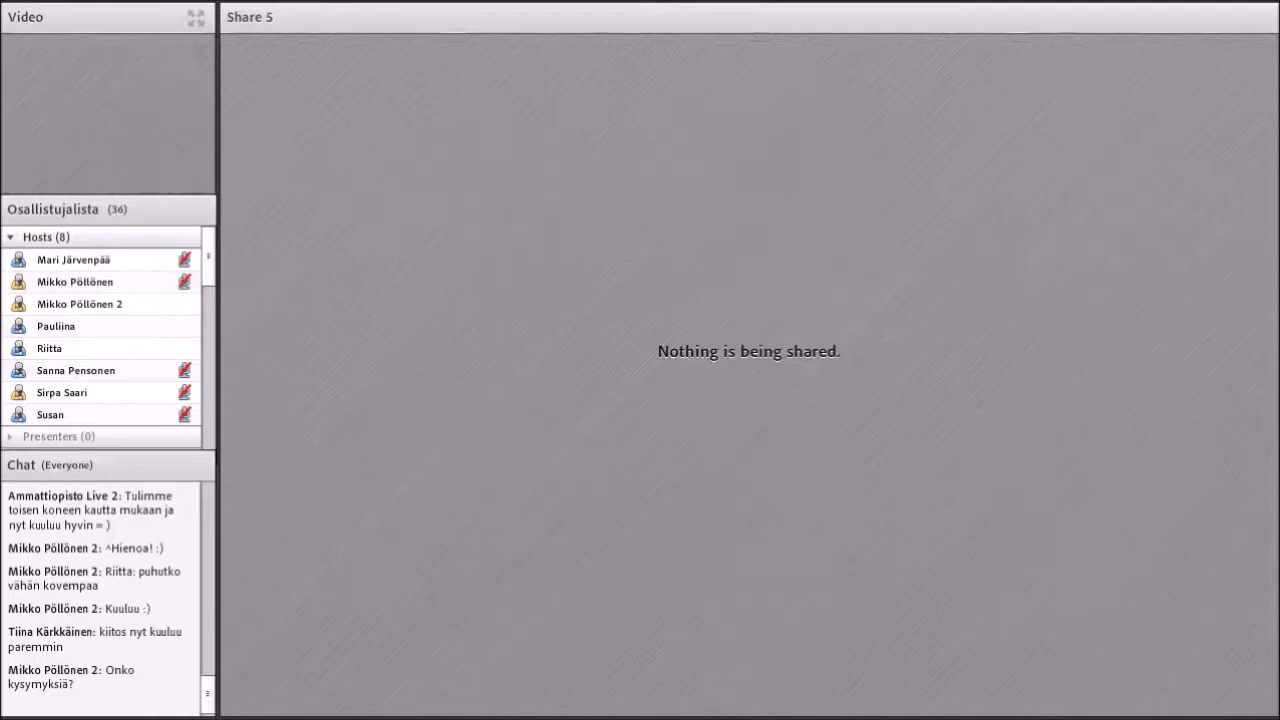 Video
Share 5
Nothing is being shared.
Osallistujalista (36)
Hosts (8)
Mari Järvenpää
Mikko Pöllönen
Mikko Pöllönen 2
Pauliina
Riitta
Sanna Pensonen
Sirpa Saari
Susan
Presenters (0)
Chat (Everyone)
Ammattiopisto Live 2: Tulimme
toisen koneen kautta mukaan ja
nyt kuuluu hyvin = )
Mikko Pöllönen 2: ^Hienoa! :)
Mikko Pöllönen 2: Riitta: puhutko
vähän kovempaa
Mikko Pöllönen 2: Kuuluu :)
Tiina Kärkkäinen: kiitos nyt kuuluu
paremmin
Mikko Pöllönen 2: Onko
kysymyksiä?